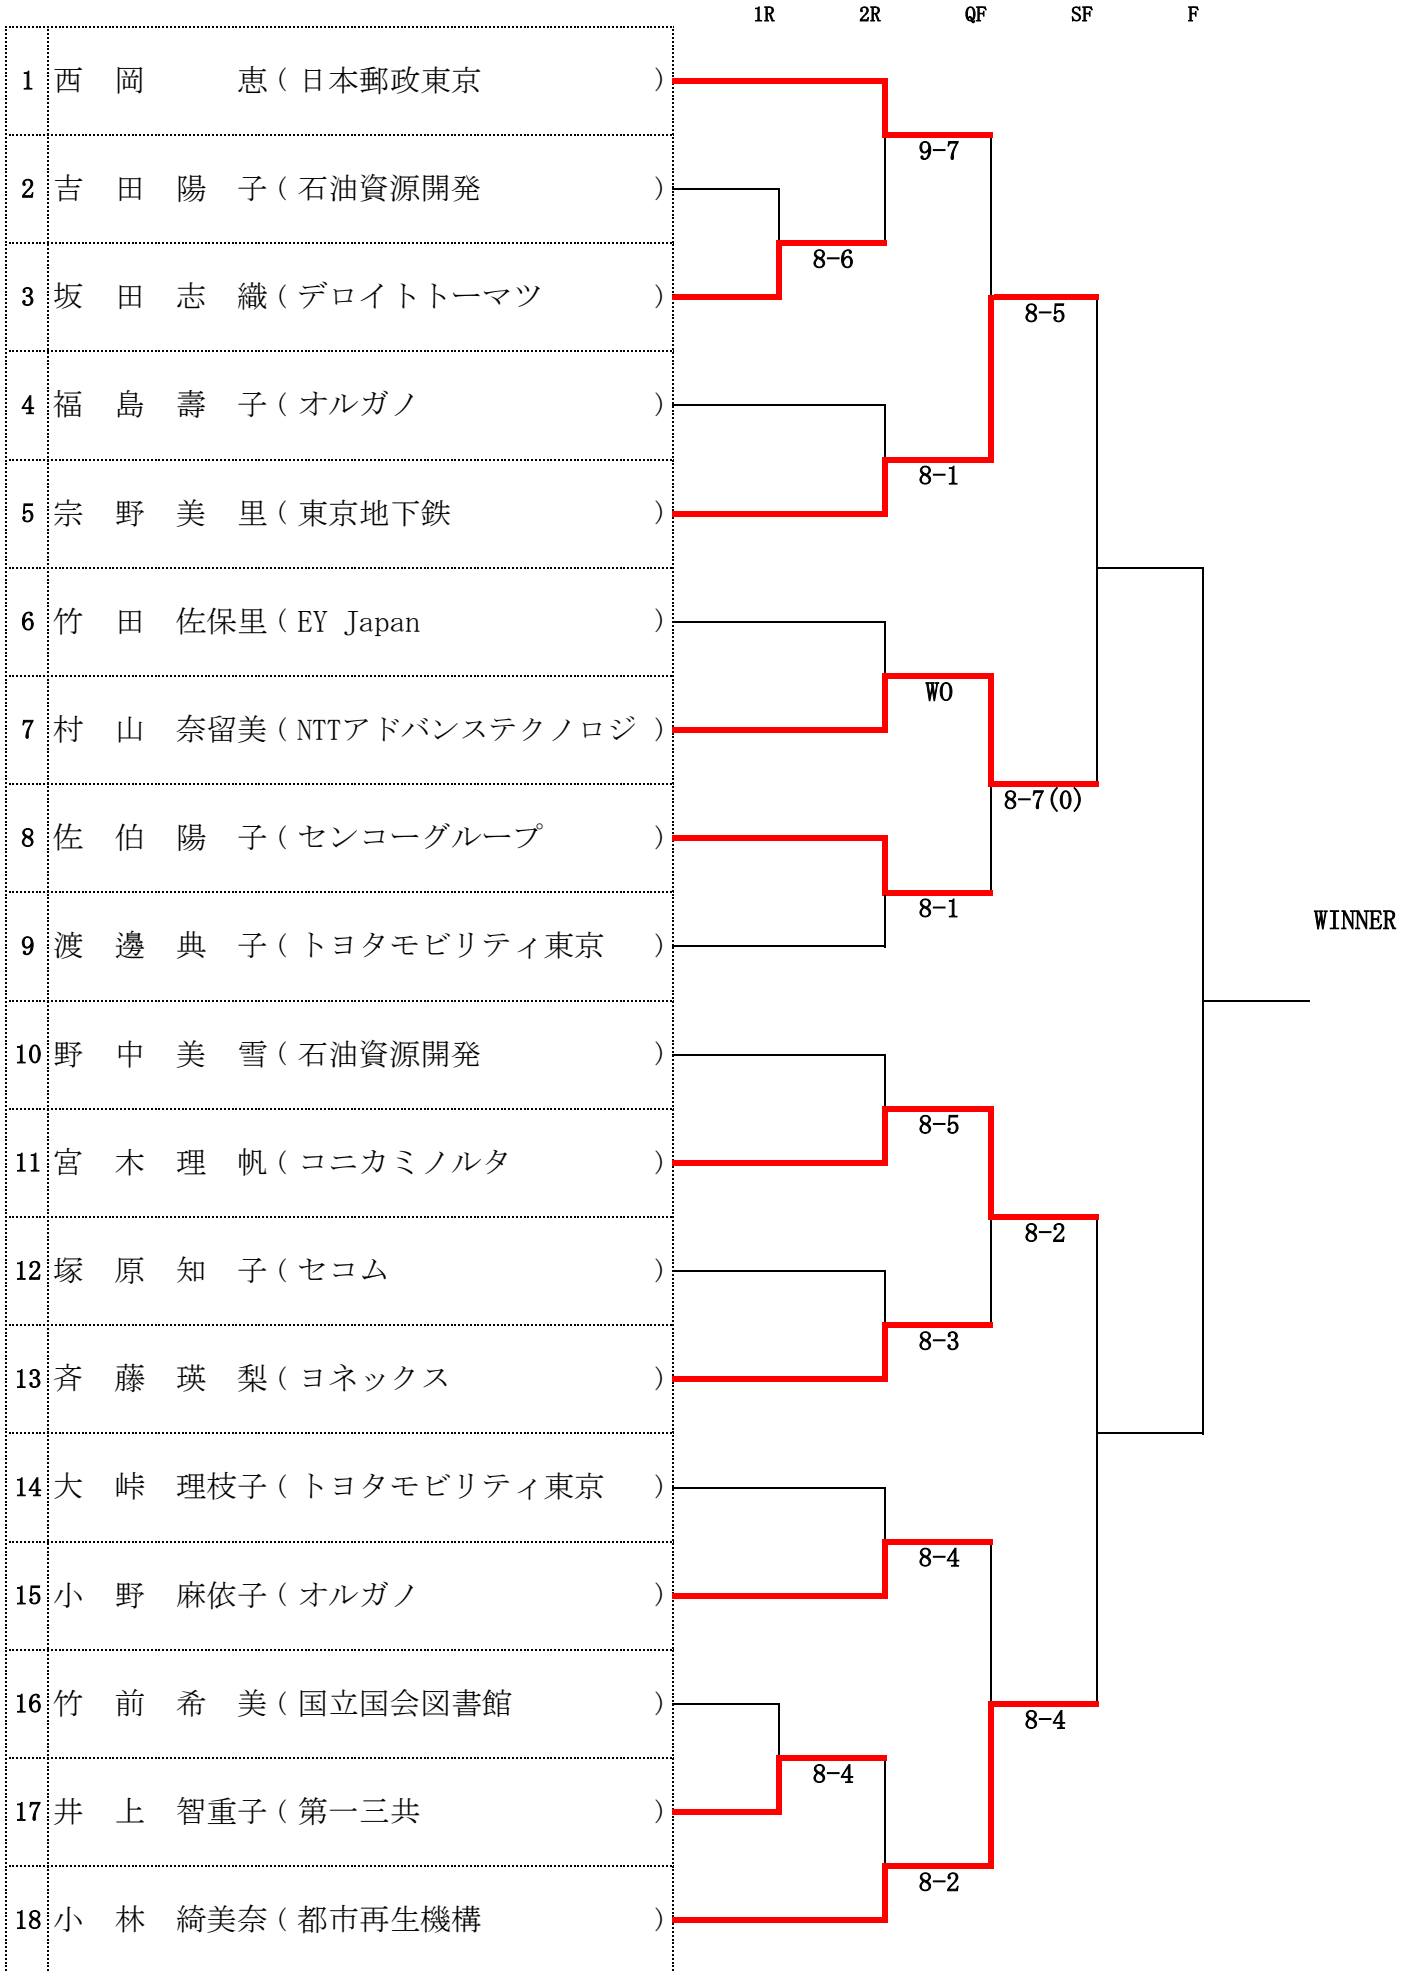 1R 2R QF SF F
1 西 岡 恵 ( 日本郵政東京 )
9-7
2 吉 田 陽 子 ( 石油資源開発 )
8-6
3 坂 田 志 織 ( デロイトトーマツ )
8-5
4 福 島 壽 子 ( オルガノ )
8-1
5 宗 野 美 里 ( 東京地下鉄 )
6 竹 田 佐保里 ( EY Japan )
WO
7 村 山 奈留美 ( NTTアドバンステクノロジ )
8-7(0)
8 佐 伯 陽 子 ( センコーグループ )
8-1
WINNER
9 渡 邊 典 子 ( トヨタモビリティ東京 )
10 野 中 美 雪 ( 石油資源開発 )
8-5
11 宮 木 理 帆 ( コニカミノルタ )
8-2
12 塚 原 知 子 ( セコム )
8-3
13 斉 藤 瑛 梨 ( ヨネックス )
14 大 峠 理枝子 ( トヨタモビリティ東京 )
8-4
15 小 野 麻依子 ( オルガノ )
16 竹 前 希 美 ( 国立国会図書館 )
8-4
8-4
17 井 上 智重子 ( 第一三共 )
8-2
18 小 林 綺美奈 ( 都市再生機構 )